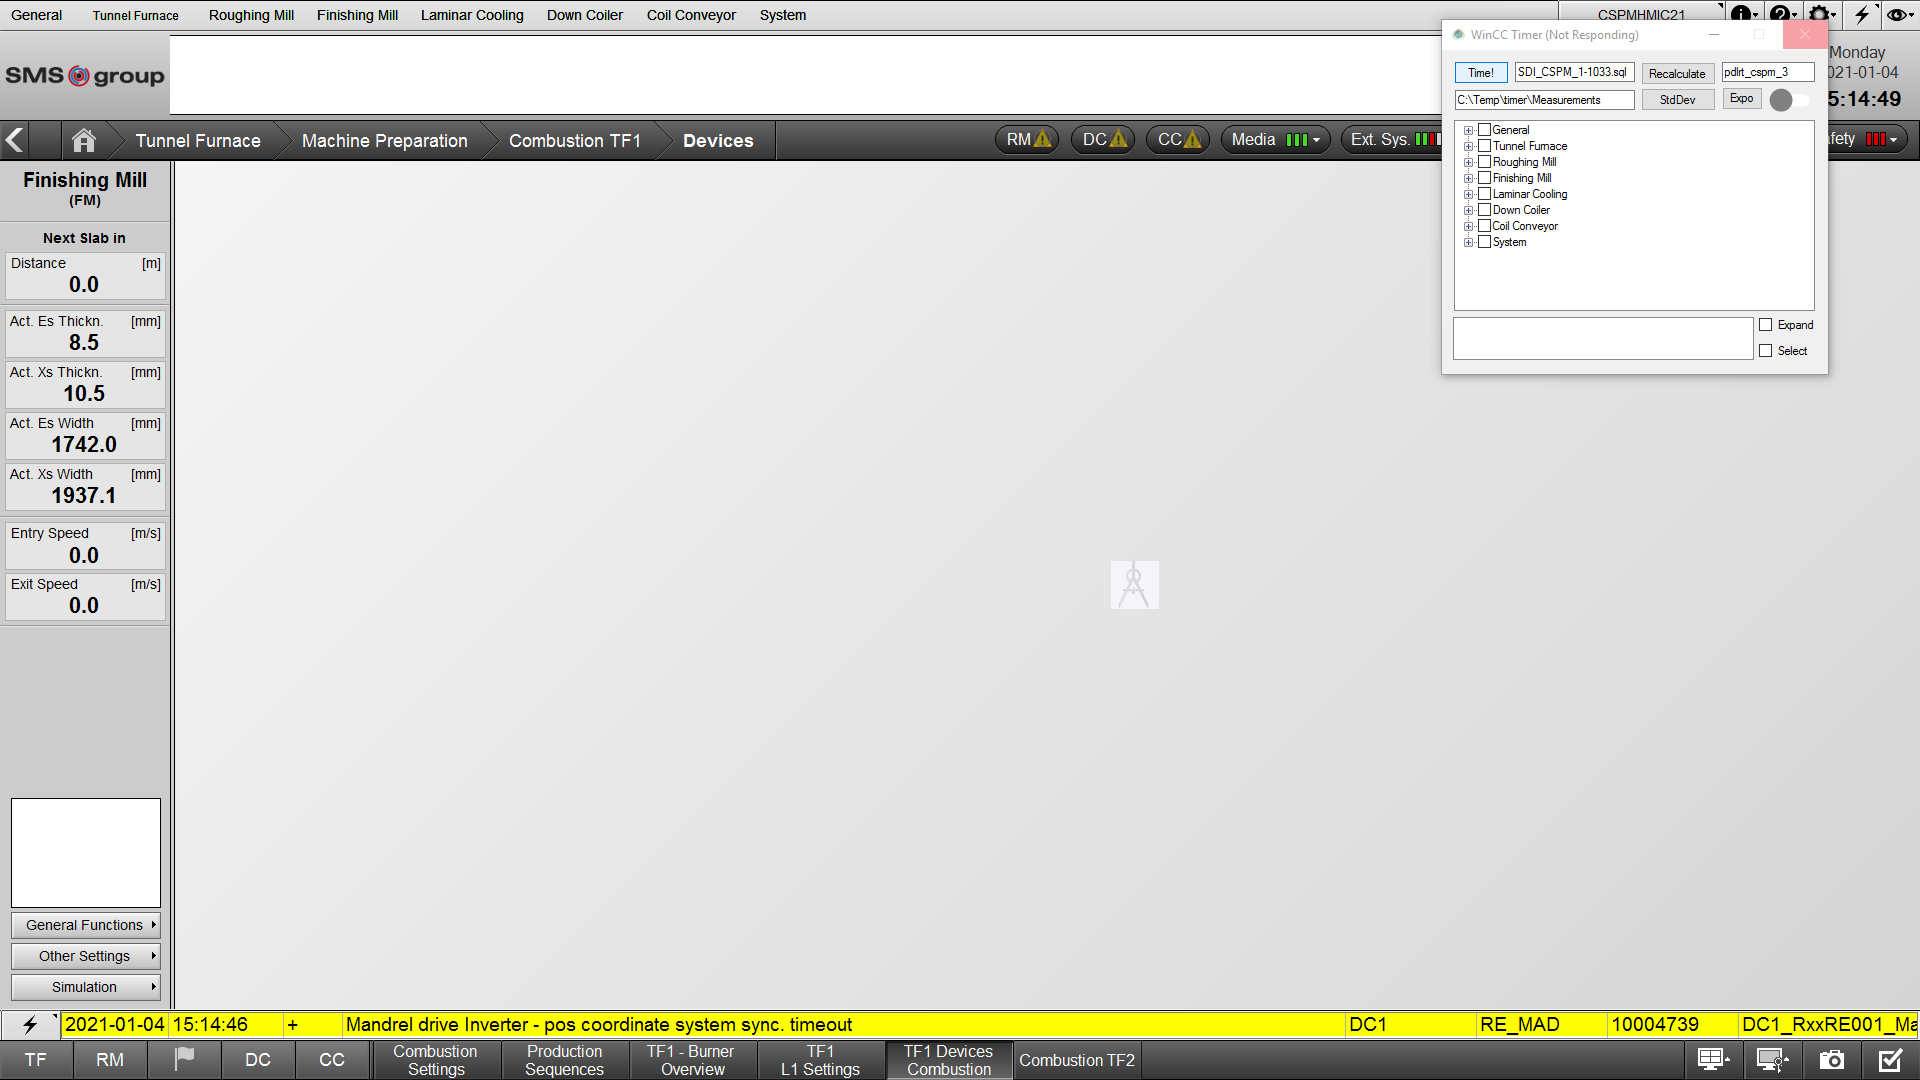 General Tunnel Furnace Roughing Mill Finishing Mill Laminar Cooling Down Coiler Coil Conveyor System CSPMHMIC21
SMS group
Monday
2021-01-04
5:14:49
WinCC Timer (Not Responding)
Time! SDI_CSPM_1-1033.sql Recalculate pdlrt_cspm_3
C:\Temp\timer\Measurements StdDev Expo
General
Tunnel Furnace
Roughing Mill
Finishing Mill
Laminar Cooling
Down Coiler
Coil Conveyor
System
Expand
Select
Tunnel Furnace Machine Preparation Combustion TF1 Devices RM DC CC Media Ext. Sys. afety
Finishing Mill
(FM)
Next Slab in
Distance [m]
0.0
Act. Es Thickn. [mm]
8.5
Act. Xs Thickn. [mm]
10.5
Act. Es Width [mm]
1742.0
Act. Xs Width [mm]
1937.1
Entry Speed [m/s]
0.0
Exit Speed [m/s]
0.0
General Functions
Other Settings
Simulation
2021-01-04 15:14:46 + Mandrel drive Inverter - pos coordinate system sync. timeout DC1 RE_MAD 10004739 DC1_RxxRE001_Ma
TF RM DC CC
Combustion Settings
Production Sequences
TF1 - Burner Overview
TF1 L1 Settings
TF1 Devices Combustion
Combustion TF2